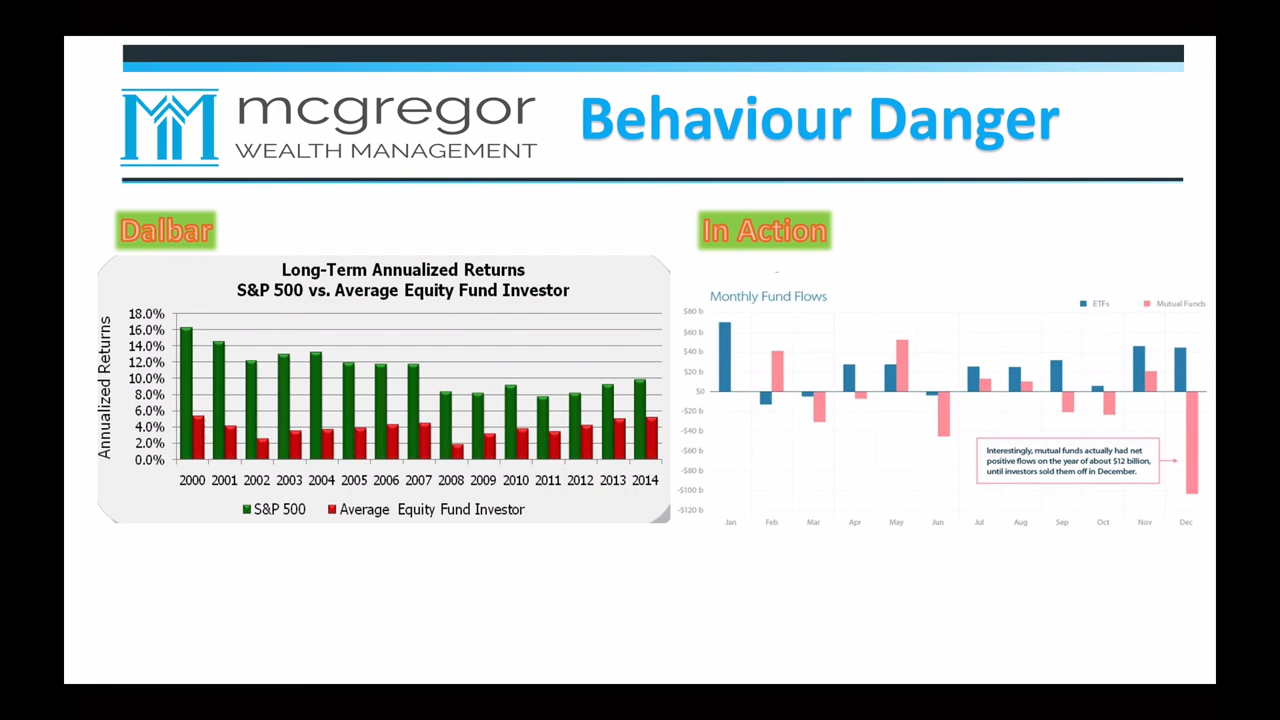 mcgregor
WEALTH MANAGEMENT
Behaviour Danger
Dalbar
Long-Term Annualized Returns
S&P 500 vs. Average Equity Fund Investor
Annualized Returns
18.0%
16.0%
14.0%
12.0%
10.0%
8.0%
6.0%
4.0%
2.0%
0.0%
2000 2001 2002 2003 2004 2005 2006 2007 2008 2009 2010 2011 2012 2013 2014
S&P 500 Average Equity Fund Investor
In Action
Monthly Fund Flows
ETFs Mutual Funds
$80 b
$60 b
$40 b
$20 b
$0
-$20 b
-$40 b
-$60 b
-$80 b
-$100 b
-$120 b
Interestingly, mutual funds actually had net
positive flows on the year of about $12 billion,
until investors sold them off in December.
Jan Feb Mar Apr May Jun Jul Aug Sep Oct Nov Dec